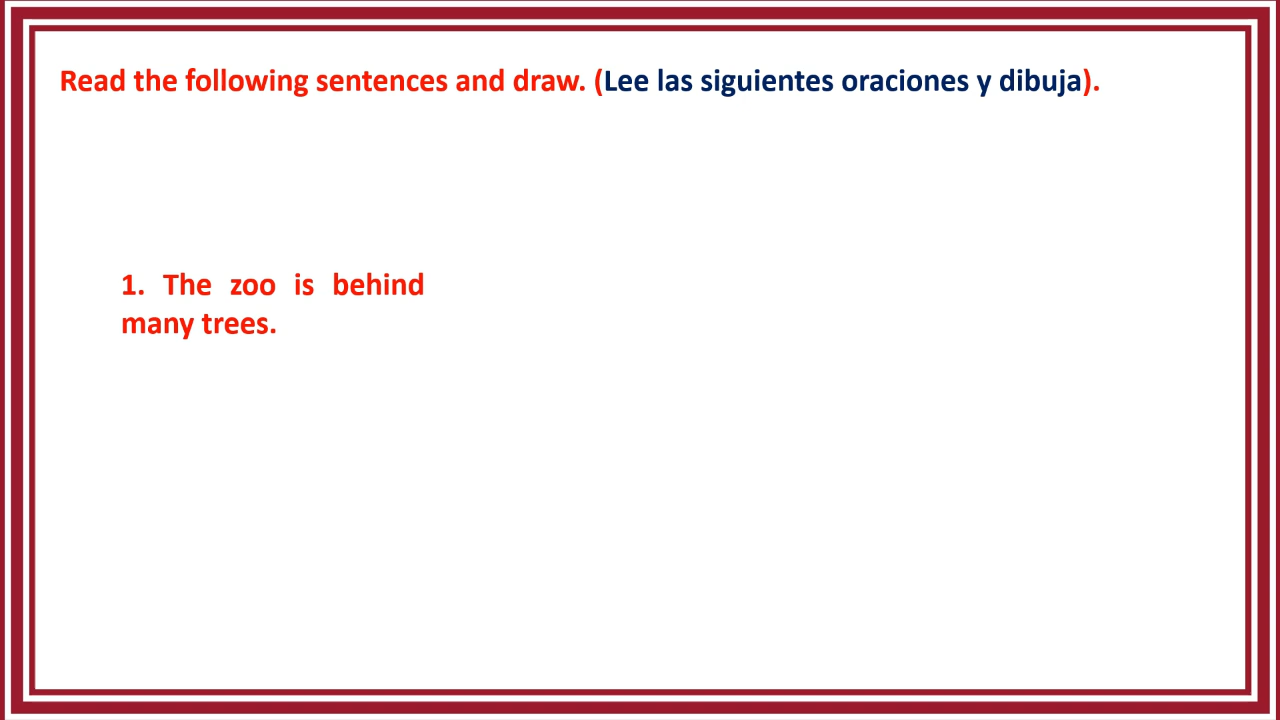 Read the following sentences and draw. (Lee las siguientes oraciones y dibuja).
1. The zoo is behind
many trees.